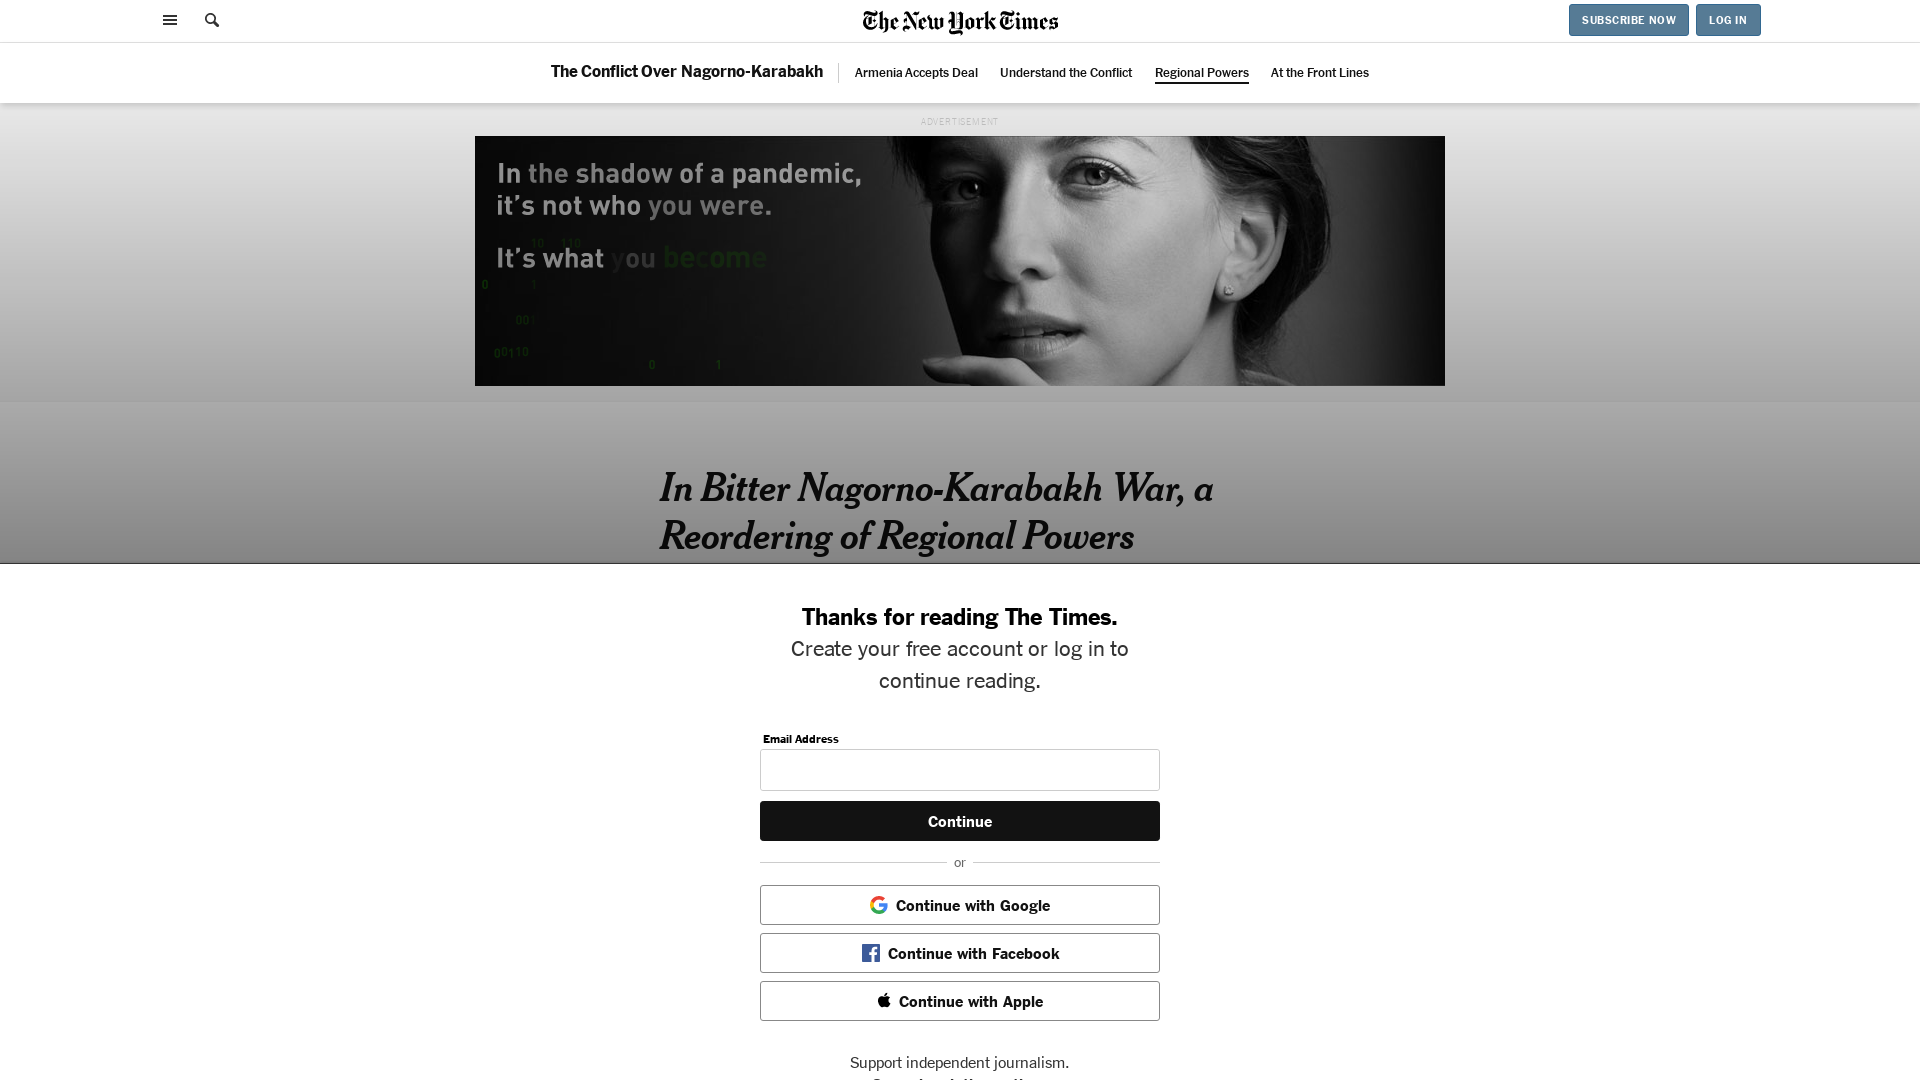 The New York Times
SUBSCRIBE NOW
LOG IN
The Conflict Over Nagorno-Karabakh
Armenia Accepts Deal
Understand the Conflict
Regional Powers
At the Front Lines
ADVERTISEMENT
In the shadow of a pandemic,
it's not who you were.
It's what you become
10 110
0 1
001
00110
0 1
In Bitter Nagorno-Karabakh War, a
Reordering of Regional Powers
Thanks for reading The Times.
Create your free account or log in to
continue reading.
Email Address
Continue
or
Continue with Google
Continue with Facebook
Continue with Apple
Support independent journalism.